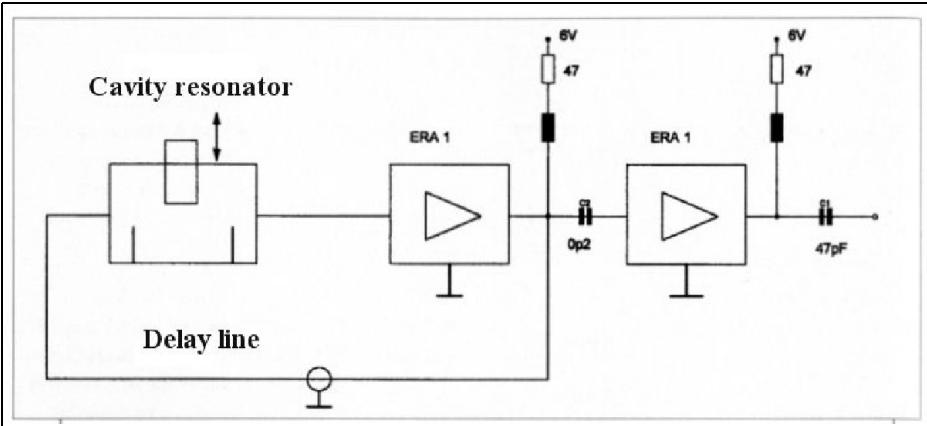 6V
6V
47
47
Cavity resonator
ERA 1
ERA 1
C2
C1
0p2
47pF
Delay line